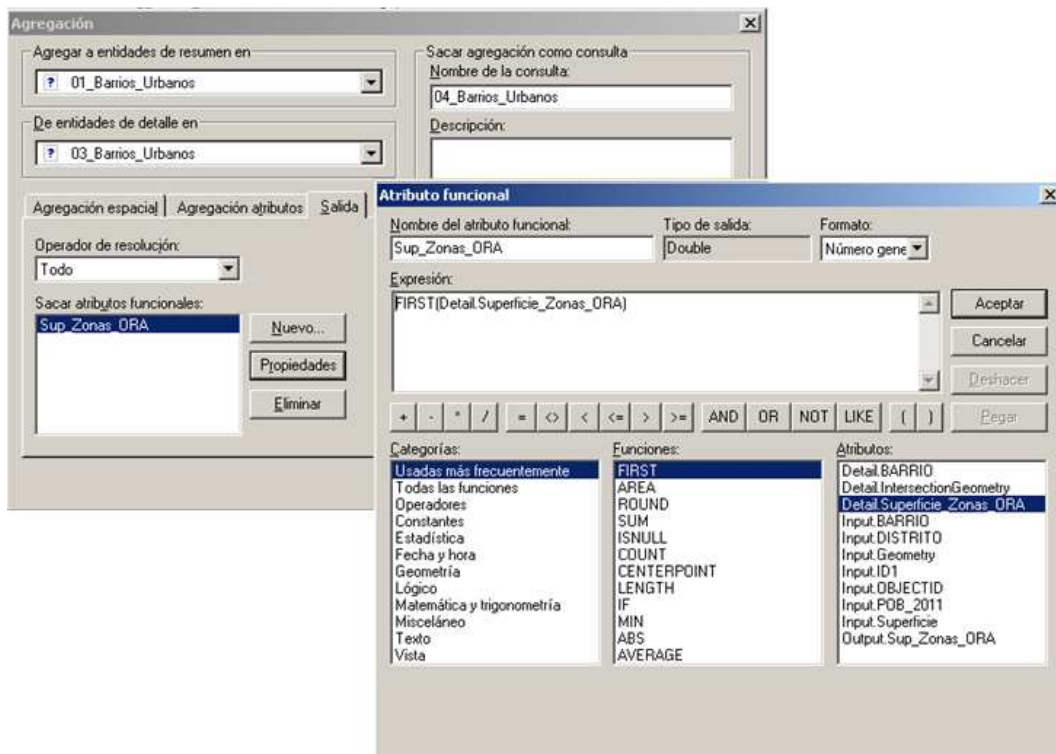 Agregación
Agregar a entidades de resumen en
? 01_Barrios_Urbanos
De entidades de detalle en
? 03_Barrios_Urbanos
Sacar agregación como consulta
Nombre de la consulta:
04_Barrios_Urbanos
Descripción:
Agregación espacial Agregación atributos Salida
Operador de resolución:
Todo
Sacar atributos funcionales:
Sup_Zonas_ORA
Nuevo...
Propiedades
Eliminar
Atributo funcional
Nombre del atributo funcional: Tipo de salida: Formato:
Sup_Zonas_ORA Double Número gene
Expresión:
FIRST(Detail.Superficie_Zonas_ORA)
Aceptar
Cancelar
Deshacer
Pegar
+ - * / = <> < <= > >= AND OR NOT LIKE ( )
Categorías:
Usadas más frecuentemente
Todas las funciones
Operadores
Constantes
Estadística
Fecha y hora
Geometría
Lógico
Matemática y trigonometría
Misceláneo
Texto
Vista
Funciones:
FIRST
AREA
ROUND
SUM
ISNULL
COUNT
CENTERPOINT
LENGTH
IF
MIN
ABS
AVERAGE
Atributos:
Detail.BARRIO
Detail.IntersectionGeometry
Detail.Superficie_Zonas_ORA
Input.BARRIO
Input.DISTRITO
Input.Geometry
Input.ID1
Input.OBJECTID
Input.POB_2011
Input.Superficie
Output.Sup_Zonas_ORA